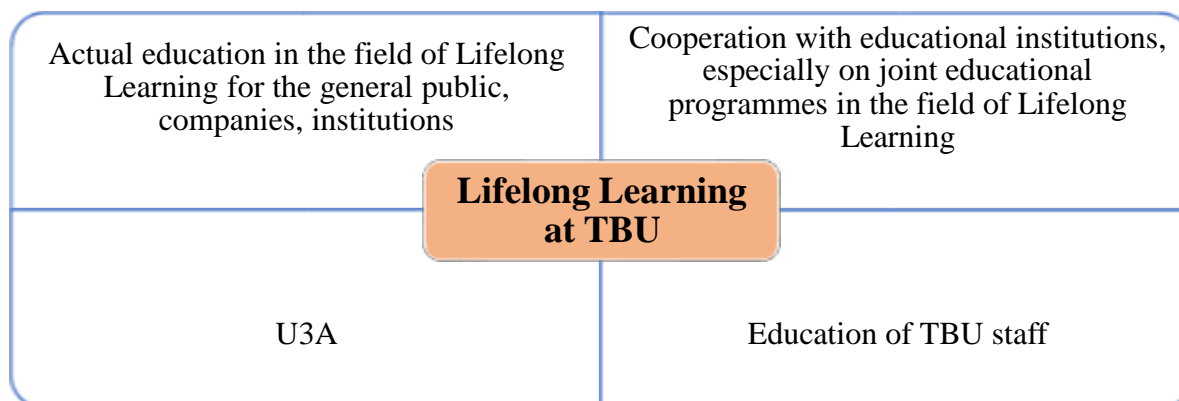 Actual education in the field of Lifelong
Learning for the general public,
companies, institutions
Cooperation with educational institutions,
especially on joint educational
programmes in the field of Lifelong
Learning
Lifelong Learning
at TBU
U3A
Education of TBU staff